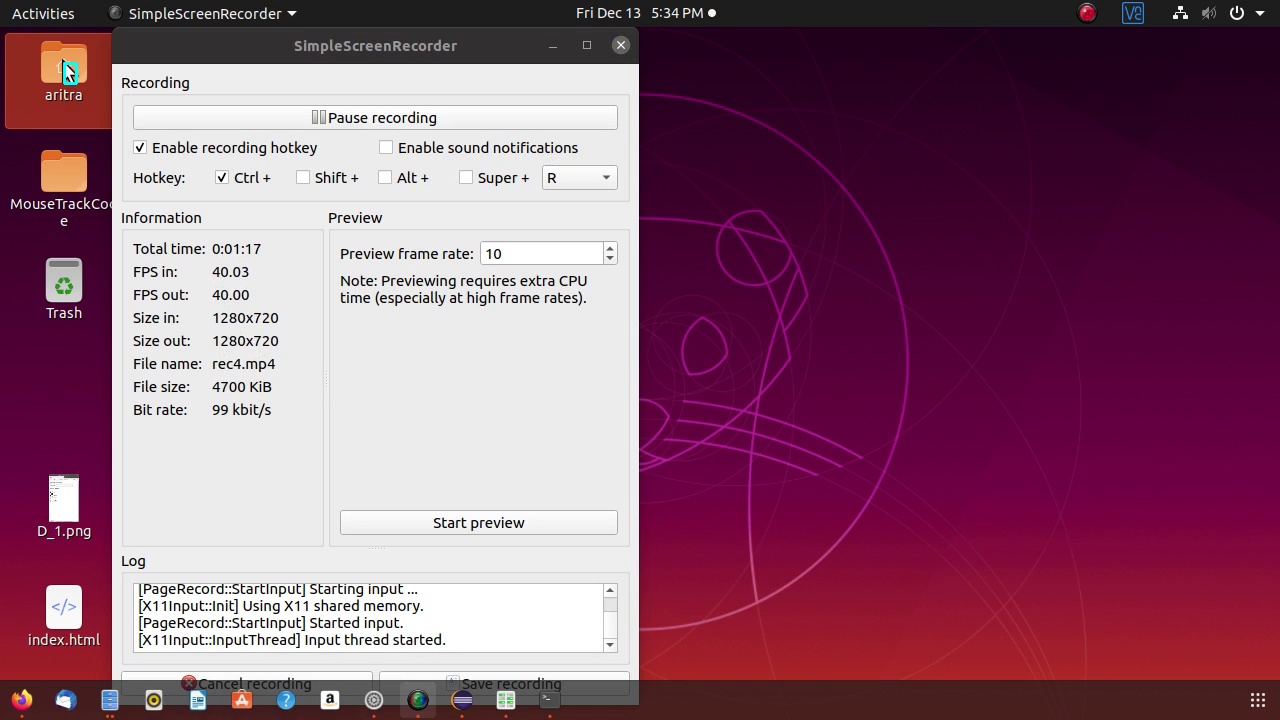 Activities
SimpleScreenRecorder
Fri Dec 13 5:34 PM
SimpleScreenRecorder
aritra
MouseTrackCod
e
Trash
D_1.png
index.html
Recording
Pause recording
Enable recording hotkey
Enable sound notifications
Hotkey: Ctrl + Shift + Alt + Super + R
Information
Total time: 0:01:17
FPS in: 40.03
FPS out: 40.00
Size in: 1280x720
Size out: 1280x720
File name: rec4.mp4
File size: 4700 KiB
Bit rate: 99 kbit/s
Preview
Preview frame rate: 10
Note: Previewing requires extra CPU
time (especially at high frame rates).
Start preview
Log
[PageRecord::StartInput] Starting input ...
[X11Input::Init] Using X11 shared memory.
[PageRecord::StartInput] Started input.
[X11Input::InputThread] Input thread started.
Cancel recording
Save recording